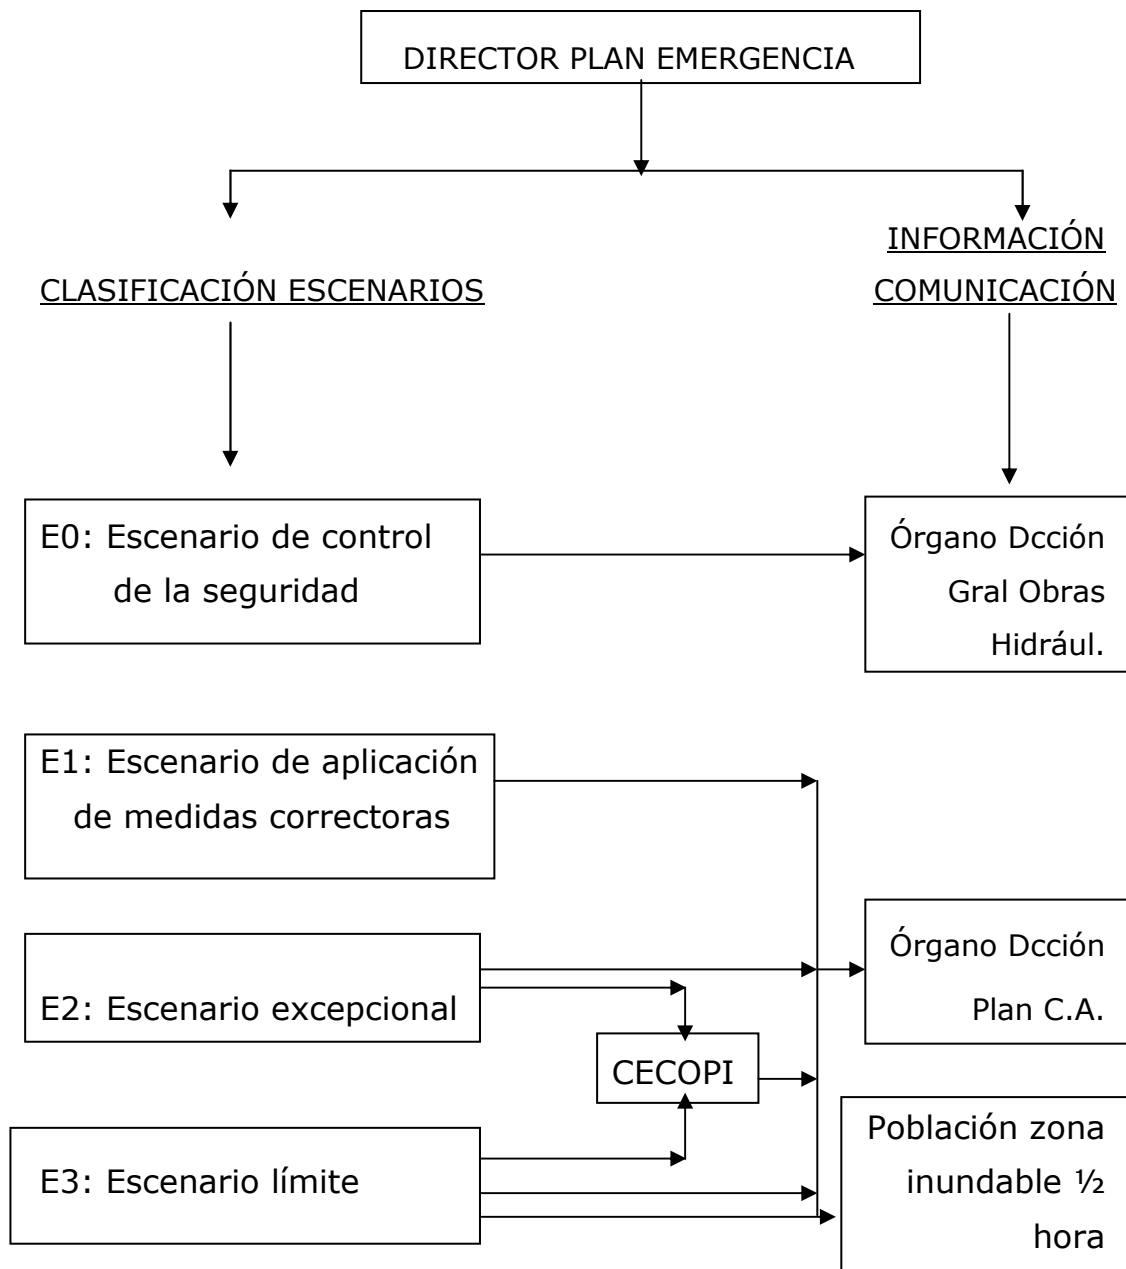 DIRECTOR PLAN EMERGENCIA
INFORMACIÓN
CLASIFICACIÓN ESCENARIOS
COMUNICACIÓN
E0: Escenario de control
de la seguridad
Órgano Dcción
Gral Obras
Hidrául.
E1: Escenario de aplicación
de medidas correctoras
E2: Escenario excepcional
Órgano Dcción
Plan C.A.
CECOPI
E3: Escenario límite
Población zona
inundable ½
hora